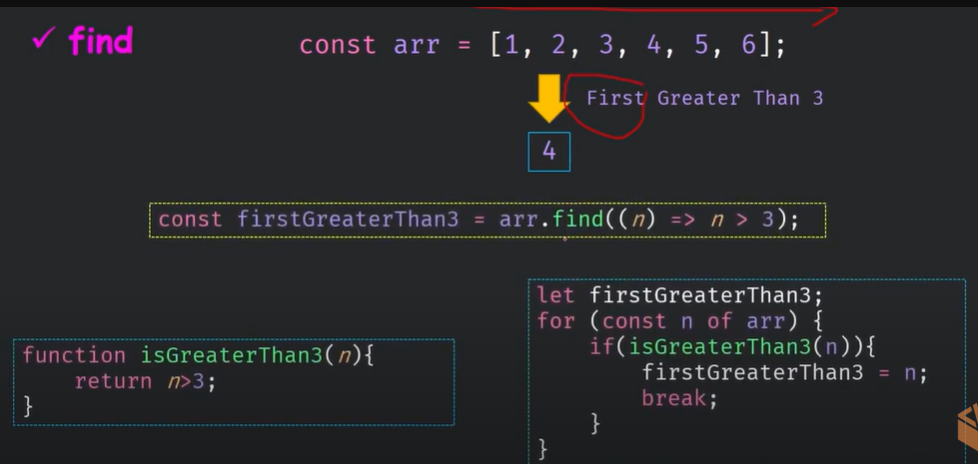 ✓ find
const arr = [1, 2, 3, 4, 5, 6];
First Greater Than 3
4
const firstGreaterThan3 = arr.find((n) => n > 3);
function isGreaterThan3(n){
    return n>3;
}
let firstGreaterThan3;
for (const n of arr) {
    if(isGreaterThan3(n)){
        firstGreaterThan3 = n;
        break;
    }
}